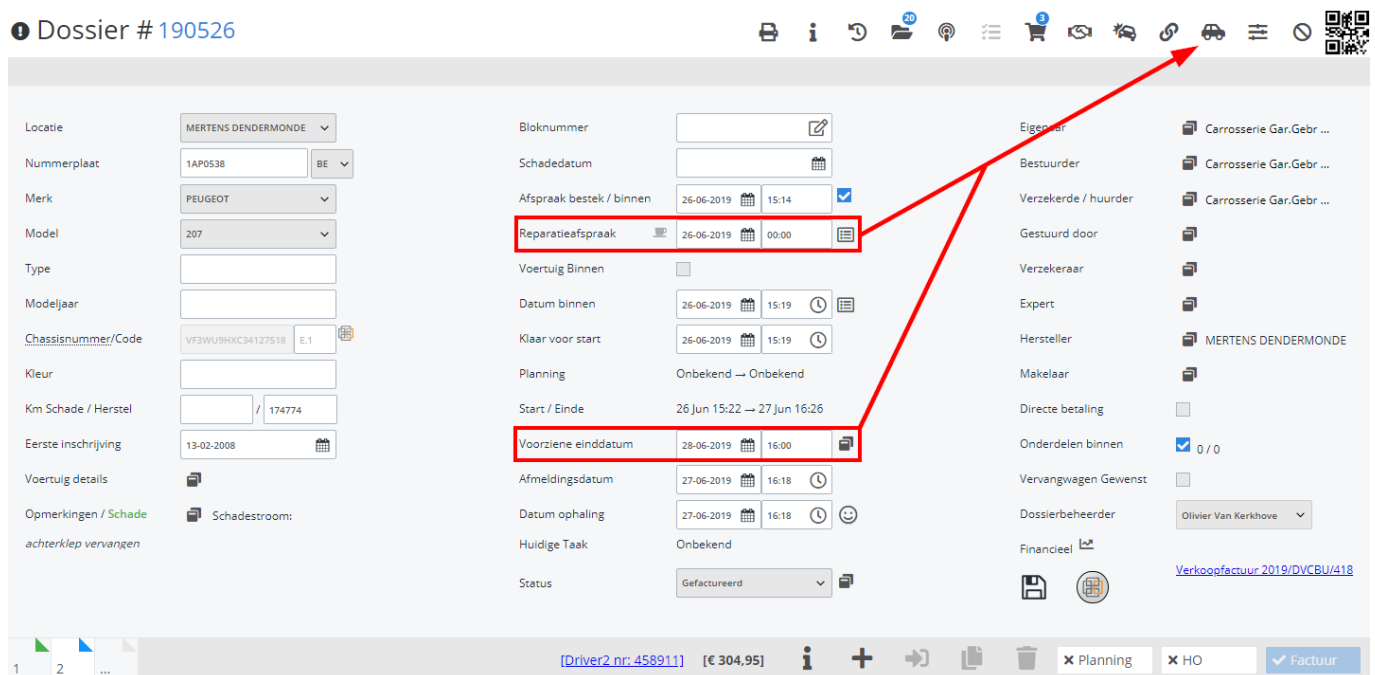 Dossier # 190526
20
3
Locatie
MERTENS DENDERMONDE
Nummerplaat
1AP0538
BE
Merk
PEUGEOT
Model
207
Type
Modeljaar
Chassisnummer/Code
VF3WU9HXC34127518
E.1
Kleur
Km Schade / Herstel
/ 174774
Eerste inschrijving
13-02-2008
Voertuig details
Opmerkingen / Schade
Schadestroom:
achterklep vervangen
Bloknummer
Schadedatum
Afspraak bestek / binnen
26-06-2019
15:14
Reparatieafspraak
26-06-2019
00:00
Voertuig Binnen
Datum binnen
26-06-2019
15:19
Klaar voor start
26-06-2019
15:19
Planning
Onbekend → Onbekend
Start / Einde
26 Jun 15:22 → 27 Jun 16:26
Voorziene einddatum
28-06-2019
16:00
Afmeldingsdatum
27-06-2019
16:18
Datum ophaling
27-06-2019
16:18
Huidige Taak
Onbekend
Status
Gefactureerd
Eigenaar
Carrosserie Gar.Gebr ...
Bestuurder
Carrosserie Gar.Gebr ...
Verzekerde / huurder
Carrosserie Gar.Gebr ...
Gestuurd door
Verzekeraar
Expert
Hersteller
MERTENS DENDERMONDE
Makelaar
Directe betaling
Onderdelen binnen
0 / 0
Vervangwagen Gewenst
Dossierbeheerder
Olivier Van Kerkhove
Financieel
Verkoopfactuur 2019/DVCBU/418
1
2
...
[Driver2 nr: 458911]
[€ 304,95]
Planning
HO
Factuur